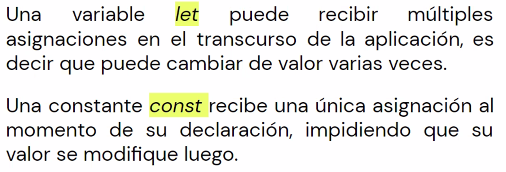 Una variable let puede recibir múltiples
asignaciones en el transcurso de la aplicación, es
decir que puede cambiar de valor varias veces.
Una constante const recibe una única asignación al
momento de su declaración, impidiendo que su
valor se modifique luego.